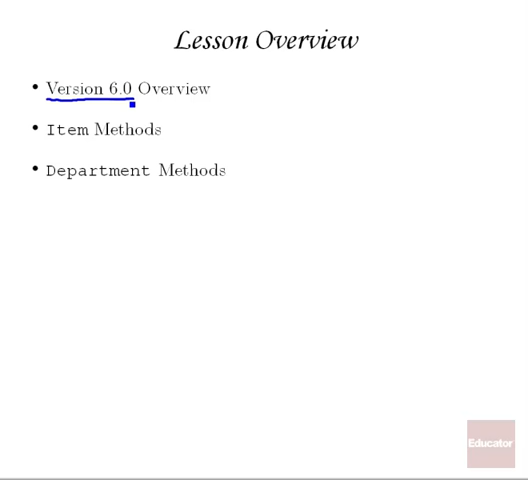 Lesson Overview
• Version 6.0 Overview
• Item Methods
• Department Methods
Educator